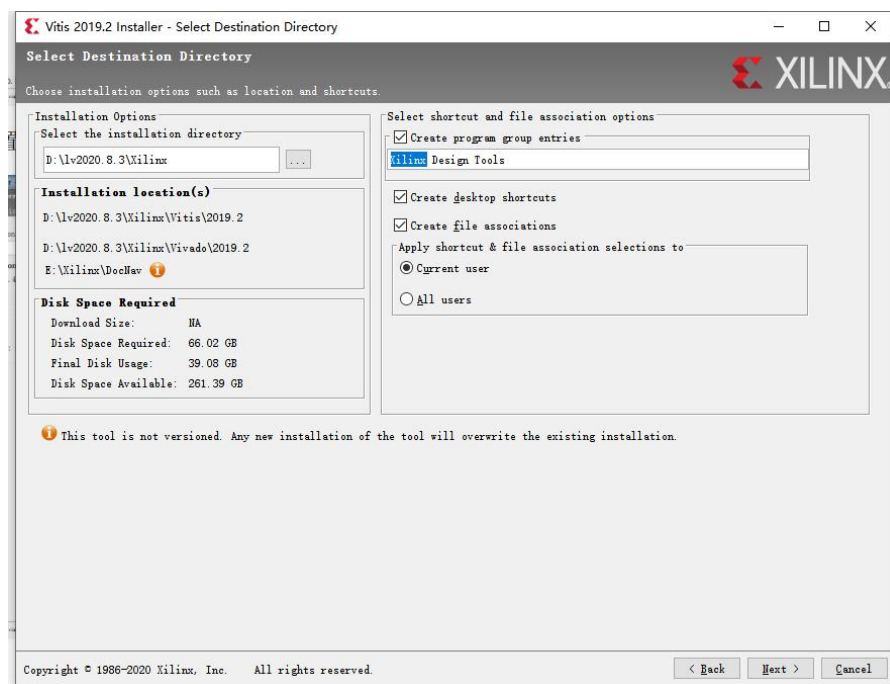 Vitis 2019.2 Installer - Select Destination Directory
Select Destination Directory
XILINX
Choose installation options such as location and shortcuts.
Installation Options
Select the installation directory
D:\lv2020.8.3\Xilinx
...
Installation location(s)
D:\lv2020.8.3\Xilinx\Vitis\2019.2
D:\lv2020.8.3\Xilinx\Vivado\2019.2
E:\Xilinx\DocNav
Disk Space Required
Download Size: NA
Disk Space Required: 66.02 GB
Final Disk Usage: 39.08 GB
Disk Space Available: 261.39 GB
Select shortcut and file association options
Create program group entries
Xilinx Design Tools
Create desktop shortcuts
Create file associations
Apply shortcut & file association selections to
Current user
All users
This tool is not versioned. Any new installation of the tool will overwrite the existing installation.
Copyright © 1986-2020 Xilinx, Inc. All rights reserved.
< Back
Next >
Cancel